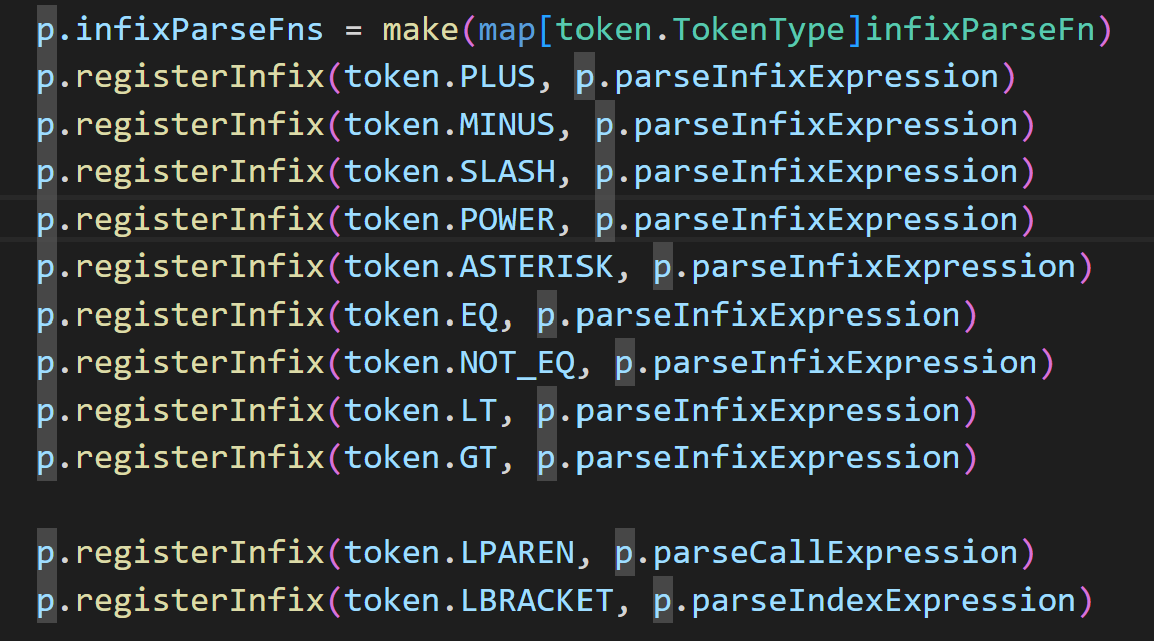 p.infixParseFns = make(map[token.TokenType]infixParseFn)
p.registerInfix(token.PLUS, p.parseInfixExpression)
p.registerInfix(token.MINUS, p.parseInfixExpression)
p.registerInfix(token.SLASH, p.parseInfixExpression)
p.registerInfix(token.POWER, p.parseInfixExpression)
p.registerInfix(token.ASTERISK, p.parseInfixExpression)
p.registerInfix(token.EQ, p.parseInfixExpression)
p.registerInfix(token.NOT_EQ, p.parseInfixExpression)
p.registerInfix(token.LT, p.parseInfixExpression)
p.registerInfix(token.GT, p.parseInfixExpression)
p.registerInfix(token.LPAREN, p.parseCallExpression)
p.registerInfix(token.LBRACKET, p.parseIndexExpression)